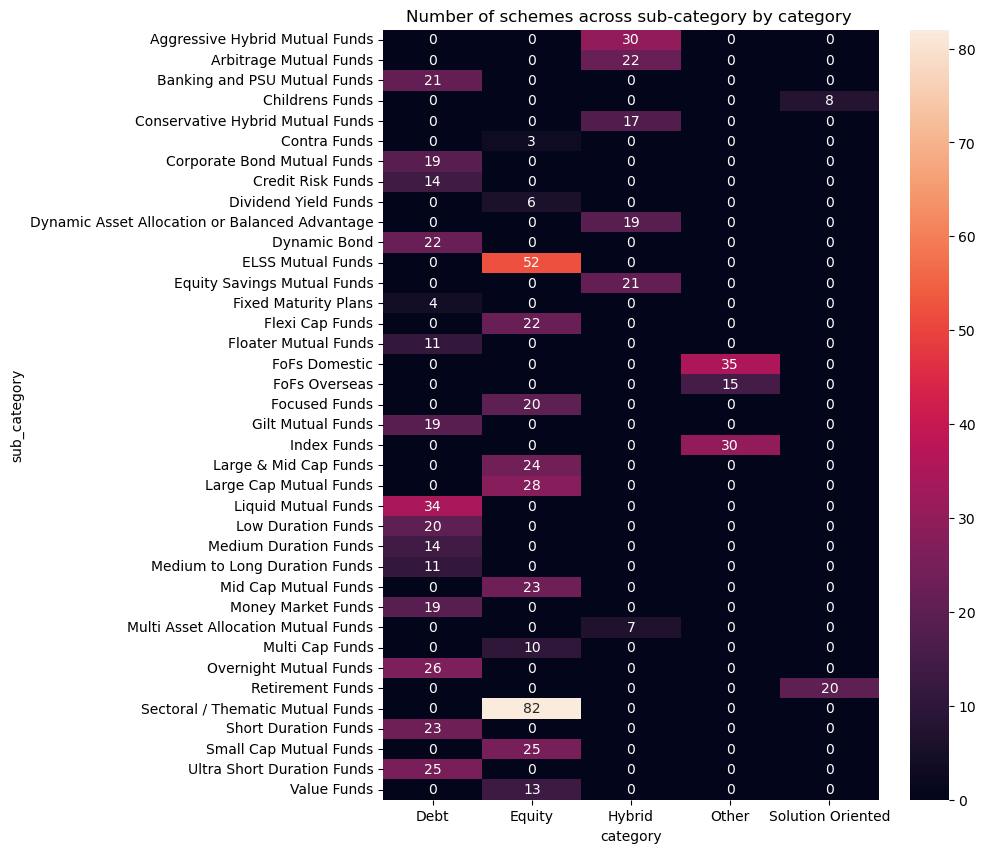 Number of schemes across sub-category by category
Aggressive Hybrid Mutual Funds 0 0 30 0 0
Arbitrage Mutual Funds 0 0 22 0 0
Banking and PSU Mutual Funds 21 0 0 0 0
Childrens Funds 0 0 0 0 8
Conservative Hybrid Mutual Funds 0 0 17 0 0
Contra Funds 0 3 0 0 0
Corporate Bond Mutual Funds 19 0 0 0 0
Credit Risk Funds 14 0 0 0 0
Dividend Yield Funds 0 6 0 0 0
Dynamic Asset Allocation or Balanced Advantage 0 0 19 0 0
Dynamic Bond 22 0 0 0 0
ELSS Mutual Funds 0 52 0 0 0
Equity Savings Mutual Funds 0 0 21 0 0
Fixed Maturity Plans 4 0 0 0 0
Flexi Cap Funds 0 22 0 0 0
Floater Mutual Funds 11 0 0 0 0
FoFs Domestic 0 0 0 35 0
FoFs Overseas 0 0 0 15 0
Focused Funds 0 20 0 0 0
Gilt Mutual Funds 19 0 0 0 0
Index Funds 0 0 0 30 0
Large & Mid Cap Funds 0 24 0 0 0
Large Cap Mutual Funds 0 28 0 0 0
Liquid Mutual Funds 34 0 0 0 0
Low Duration Funds 20 0 0 0 0
Medium Duration Funds 14 0 0 0 0
Medium to Long Duration Funds 11 0 0 0 0
Mid Cap Mutual Funds 0 23 0 0 0
Money Market Funds 19 0 0 0 0
Multi Asset Allocation Mutual Funds 0 0 7 0 0
Multi Cap Funds 0 10 0 0 0
Overnight Mutual Funds 26 0 0 0 0
Retirement Funds 0 0 0 0 20
Sectoral / Thematic Mutual Funds 0 82 0 0 0
Short Duration Funds 23 0 0 0 0
Small Cap Mutual Funds 0 25 0 0 0
Ultra Short Duration Funds 25 0 0 0 0
Value Funds 0 13 0 0 0
Debt Equity Hybrid Other Solution Oriented
category
sub_category
80
70
60
50
40
30
20
10
0